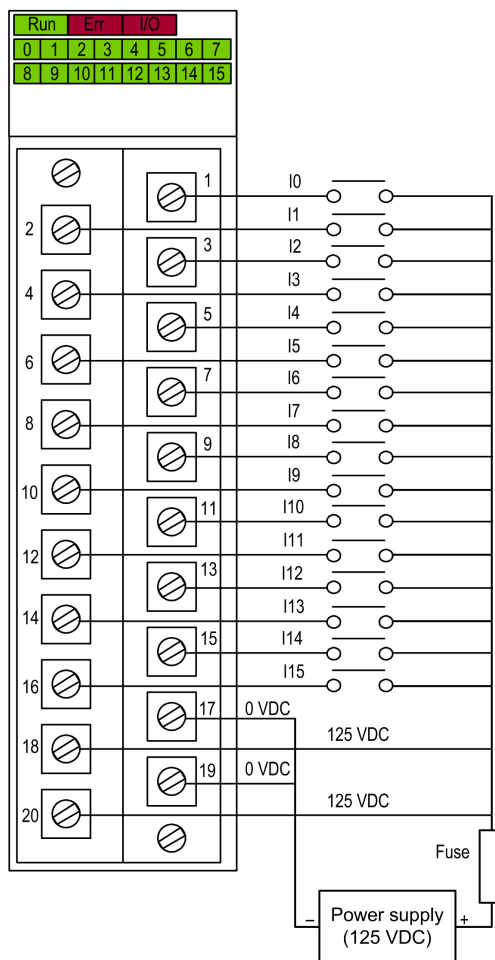 Run Err I/O
0 1 2 3 4 5 6 7
8 9 10 11 12 13 14 15
1 I0
2 I1
3 I2
4 I3
5 I4
6 I5
7 I6
8 I7
9 I8
10 I9
11 I10
12 I11
13 I12
14 I13
15 I14
16 I15
17 0 VDC
18 125 VDC
19 0 VDC
20 125 VDC
Fuse
– Power supply +
(125 VDC)